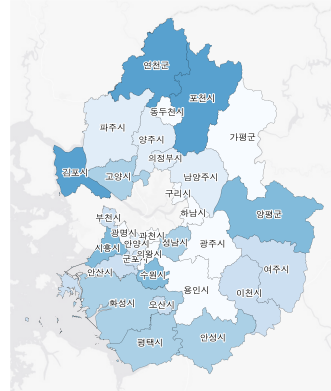 연천군
포천시
동두천시
파주시
양주시
가평군
의정부시
김포시
고양시
남양주시
구리시
하남시
양평군
부천시
광명시
과천시
시흥시
안양시
성남시
광주시
의왕시
군포시
안산시
수원시
여주시
용인시
이천시
화성시
오산시
평택시
안성시